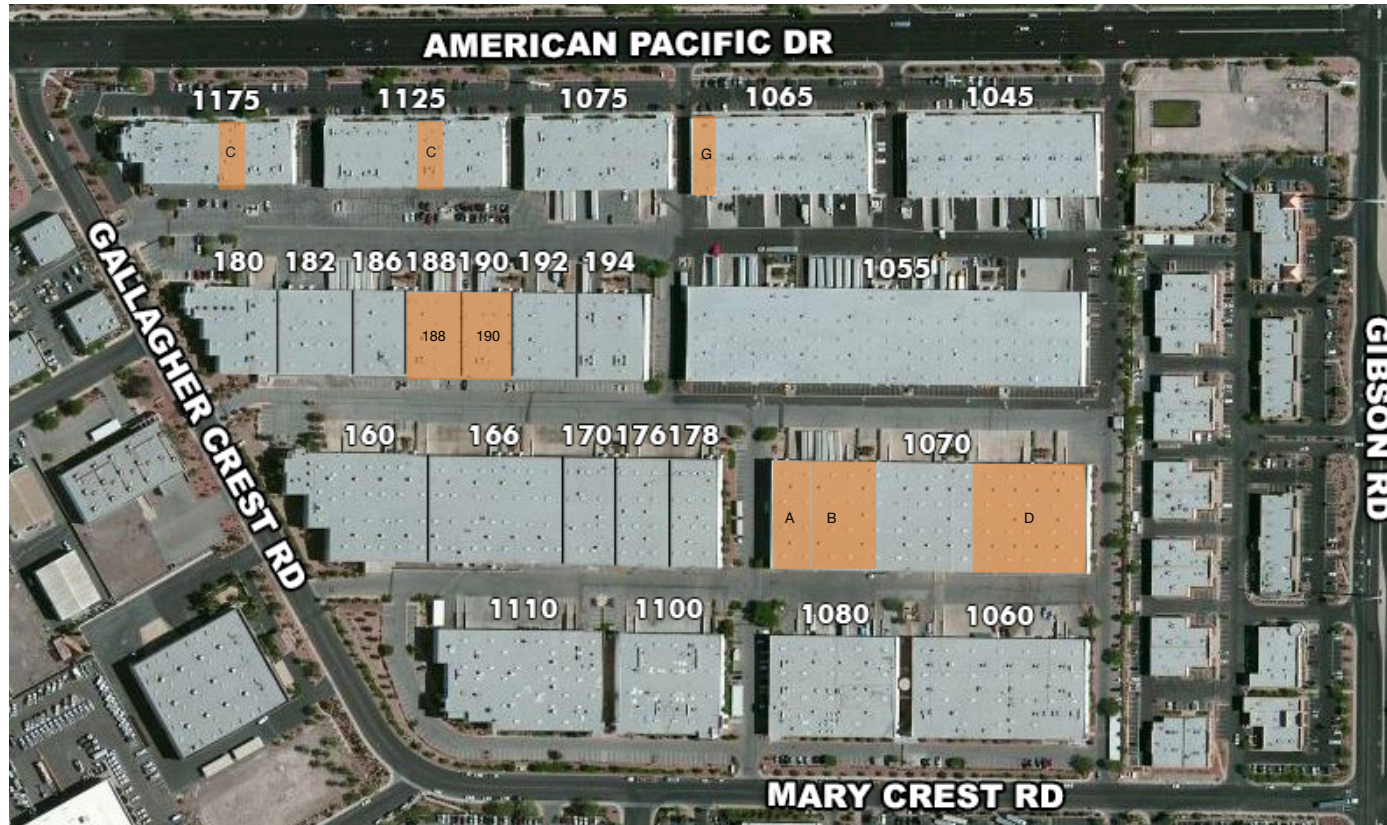 AMERICAN PACIFIC DR
1175 1125 1075 1065 1045
C C G
GALLAGHER CREST RD
180 182 186 188 190 192 194 1055
188 190
GIBSON RD
160 166 170 176 178 1070
A B D
1110 1100 1080 1060
MARY CREST RD